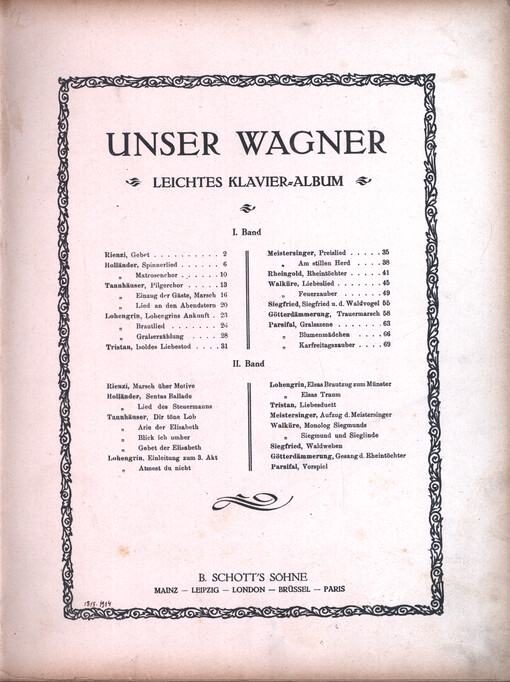 UNSER WAGNER
LEICHTES KLAVIER-ALBUM
I. Band
Rienzi, Gebet . . . . . . . . . . . 2
Holländer, Spinnerlied . . . . . . 6
„ Matrosenchor . . . . . . 10
Tannhäuser, Pilgerchor . . . . . 13
„ Einzug der Gäste, Marsch 16
„ Lied an den Abendstern 20
Lohengrin, Lohengrins Ankunft . 23
„ Brautlied . . . . . . . 26
„ Gralserzählung . . . . 28
Tristan, Isoldes Liebestod . . . . 31
Meistersinger, Preislied . . . . . 35
„ Am stillen Herd . . . . 38
Rheingold, Rheintöchter . . . . . 41
Walküre, Liebeslied . . . . . . . 45
„ Feuerzauber . . . . . . 49
Siegfried, Siegfried u. d. Waldvogel 55
Götterdämmerung, Trauermarsch 58
Parsifal, Gralsszene . . . . . . . 63
„ Blumenmädchen . . . . 66
„ Karfreitagszauber . . . . 69
II. Band
Rienzi, Marsch über Motive
Holländer, Sentas Ballade
„ Lied des Steuermanns
Tannhäuser, Dir töne Lob
„ Arie der Elisabeth
„ Blick ich umher
„ Gebet der Elisabeth
Lohengrin, Einleitung zum 3. Akt
„ Atmest du nicht
Lohengrin, Elsas Brautzug zum Münster
„ Elsas Traum
Tristan, Liebesduett
Meistersinger, Aufzug d. Meistersinger
Walküre, Monolog Siegmunds
„ Siegmund und Sieglinde
Siegfried, Waldweben
Götterdämmerung, Gesang d. Rheintöchter
Parsifal, Vorspiel
B. SCHOTT'S SÖHNE
MAINZ – LEIPZIG – LONDON – BRÜSSEL – PARIS